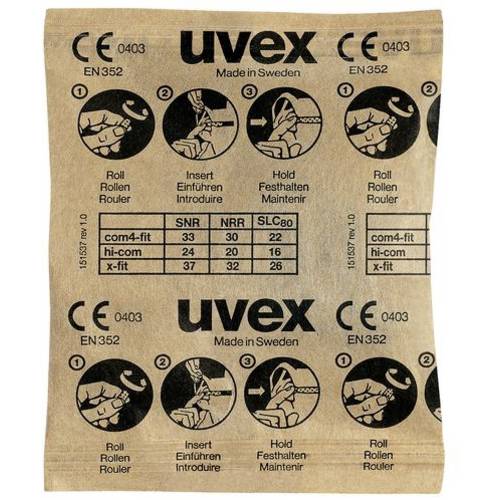 CE 0403 uvex CE 0403
EN 352 Made in Sweden EN 352
1 2 3 1 2
Roll Insert Hold Roll
Rollen Einführen Festhalten Rollen
Rouler Introduire Maintenir Rouler
151537 rev 1.0
SNR NRR SLC80
com4-fit 33 30 22
hi-com 24 20 16
x-fit 37 32 26
151537 rev 1.0
com4-fit
hi-com
x-fit
CE 0403 uvex CE 0403
EN 352 Made in Sweden EN 352
1 2 3 1 2
Roll Insert Hold Roll
Rollen Einführen Festhalten Rollen
Rouler Introduire Maintenir Rouler